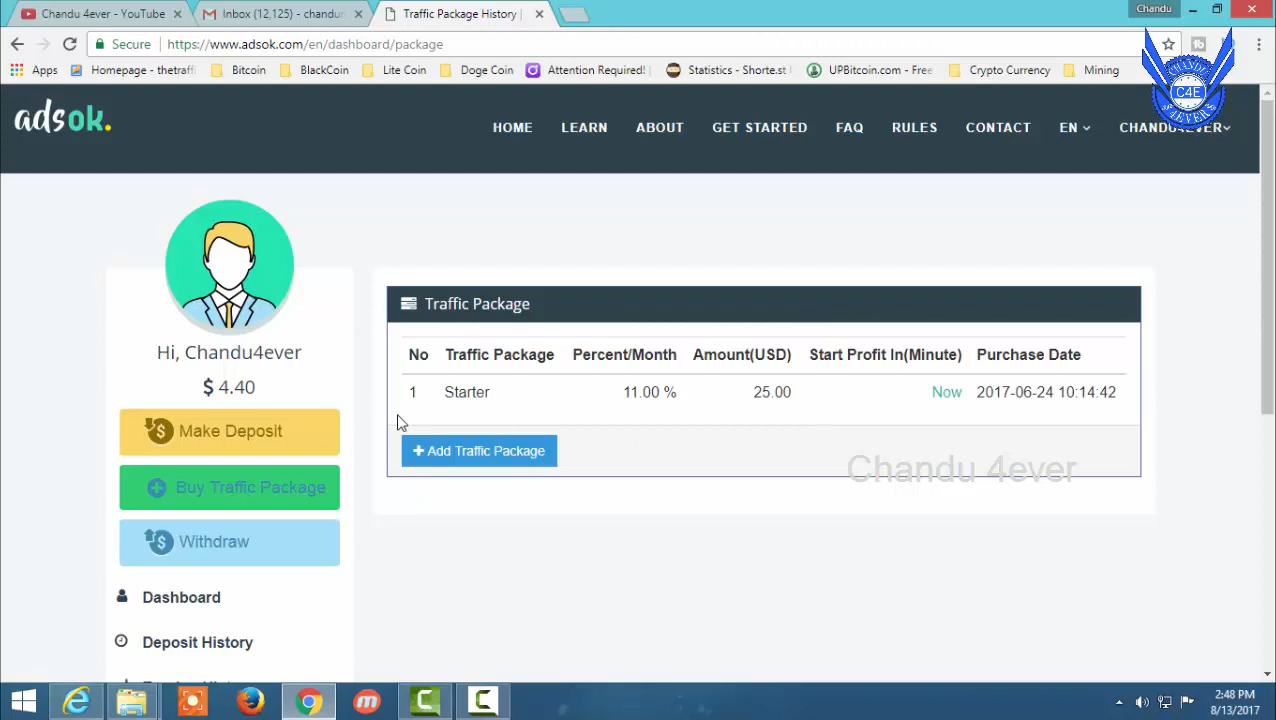 Chandu 4ever - YouTube
Inbox (12,125) - chandun
Traffic Package History |
Chandu
Secure
https://www.adsok.com/en/dashboard/package
Apps
Homepage - thetraffi
Bitcoin
BlackCoin
Lite Coin
Doge Coin
Attention Required!
Statistics - Shorte.st
UPBitcoin.com - Free
Crypto Currency
Mining
C4E
adsok.
HOME
LEARN
ABOUT
GET STARTED
FAQ
RULES
CONTACT
EN
CHANDU4EVER
Hi, Chandu4ever
$ 4.40
Make Deposit
Buy Traffic Package
Withdraw
Dashboard
Deposit History
Traffic Package
No Traffic Package Percent/Month Amount(USD) Start Profit In(Minute) Purchase Date
1 Starter 11.00 % 25.00 Now 2017-06-24 10:14:42
+ Add Traffic Package
Chandu 4ever
2:48 PM
8/13/2017